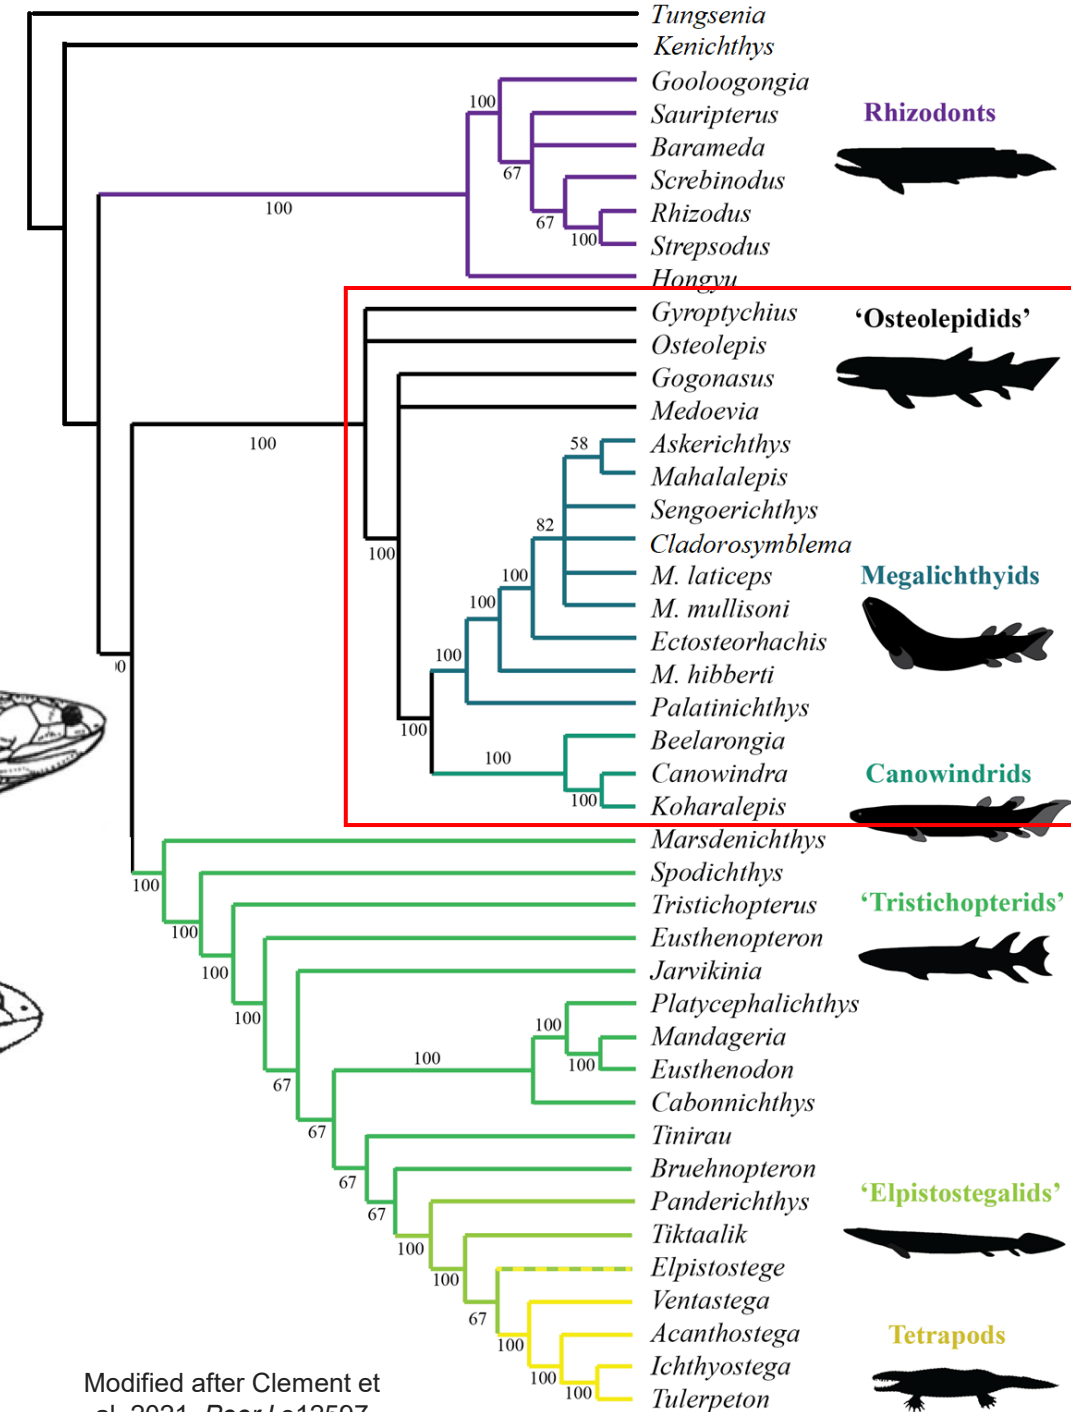 Tungsenia
Kenichthys
Gooloogongia
100
Sauripterus
Rhizodonts
Barameda
67
Screbinodus
100
Rhizodus
67
100
Strepsodus
Hongyu
Gyroptychius
‘Osteolepidids’
Osteolepis
Gogonasus
Medoevia
100
58
Askerichthys
Mahalalepis
Sengoerichthys
82
Cladorosymblema
100
100
M. laticeps
Megalichthyids
100
M. mullisoni
Ectosteorhachis
100
M. hibberti
Palatinichthys
100
Beelarongia
100
Canowindra
Canowindrids
100
Koharalepis
Marsdenichthys
100
Spodichthys
Tristichopterus
‘Tristichopterids’
100
Eusthenopteron
100
Jarvikinia
Platycephalichthys
100
100
Mandageria
100
100
Eusthenodon
67
Cabonnichthys
67
Tinirau
Bruehnopteron
67
Panderichthys
‘Elpistostegalids’
67
Tiktaalik
100
Elpistostege
100
Ventastega
67
Acanthostega
Tetrapods
100
Ichthyostega
100
100
Tulerpeton
Modified after Clement et
al. 2021, PeerJ e12597